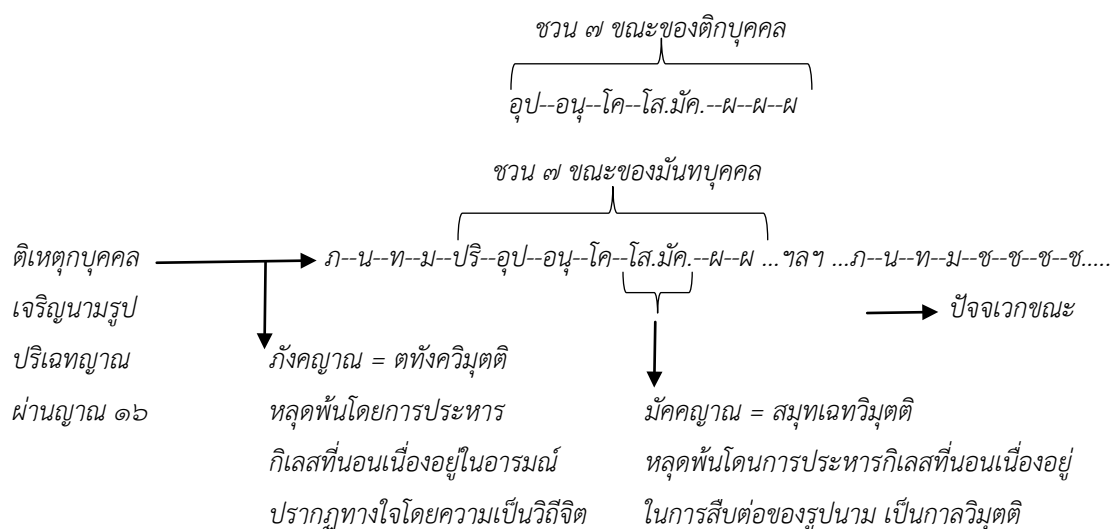 ชวน ๗ ขณะของติกบุคคล
อุป--อนุ--โค--โส.มัค.--ผ--ผ--ผ
ชวน ๗ ขณะของมันทบุคคล
ติเหตุกบุคคล ภ--น--ท--ม--ปริ--อุป--อนุ--โค--โส.มัค.--ผ--ผ ...ฯลฯ ...ภ--น--ท--ม--ช--ช--ช--ช.....
เจริญนามรูป ปัจจเวกขณะ
ปริเฉทญาณ ภังคญาณ = ตทังควิมุตติ
ผ่านญาณ ๑๖ หลุดพ้นโดยการประหาร มัคคญาณ = สมุทเฉทวิมุตติ
กิเลสที่นอนเนื่องอยู่ในอารมณ์ หลุดพ้นโดนการประหารกิเลสที่นอนเนื่องอยู่
ปรากฏทางใจโดยความเป็นวิถีจิต ในการสืบต่อของรูปนาม เป็นกาลวิมุตติ